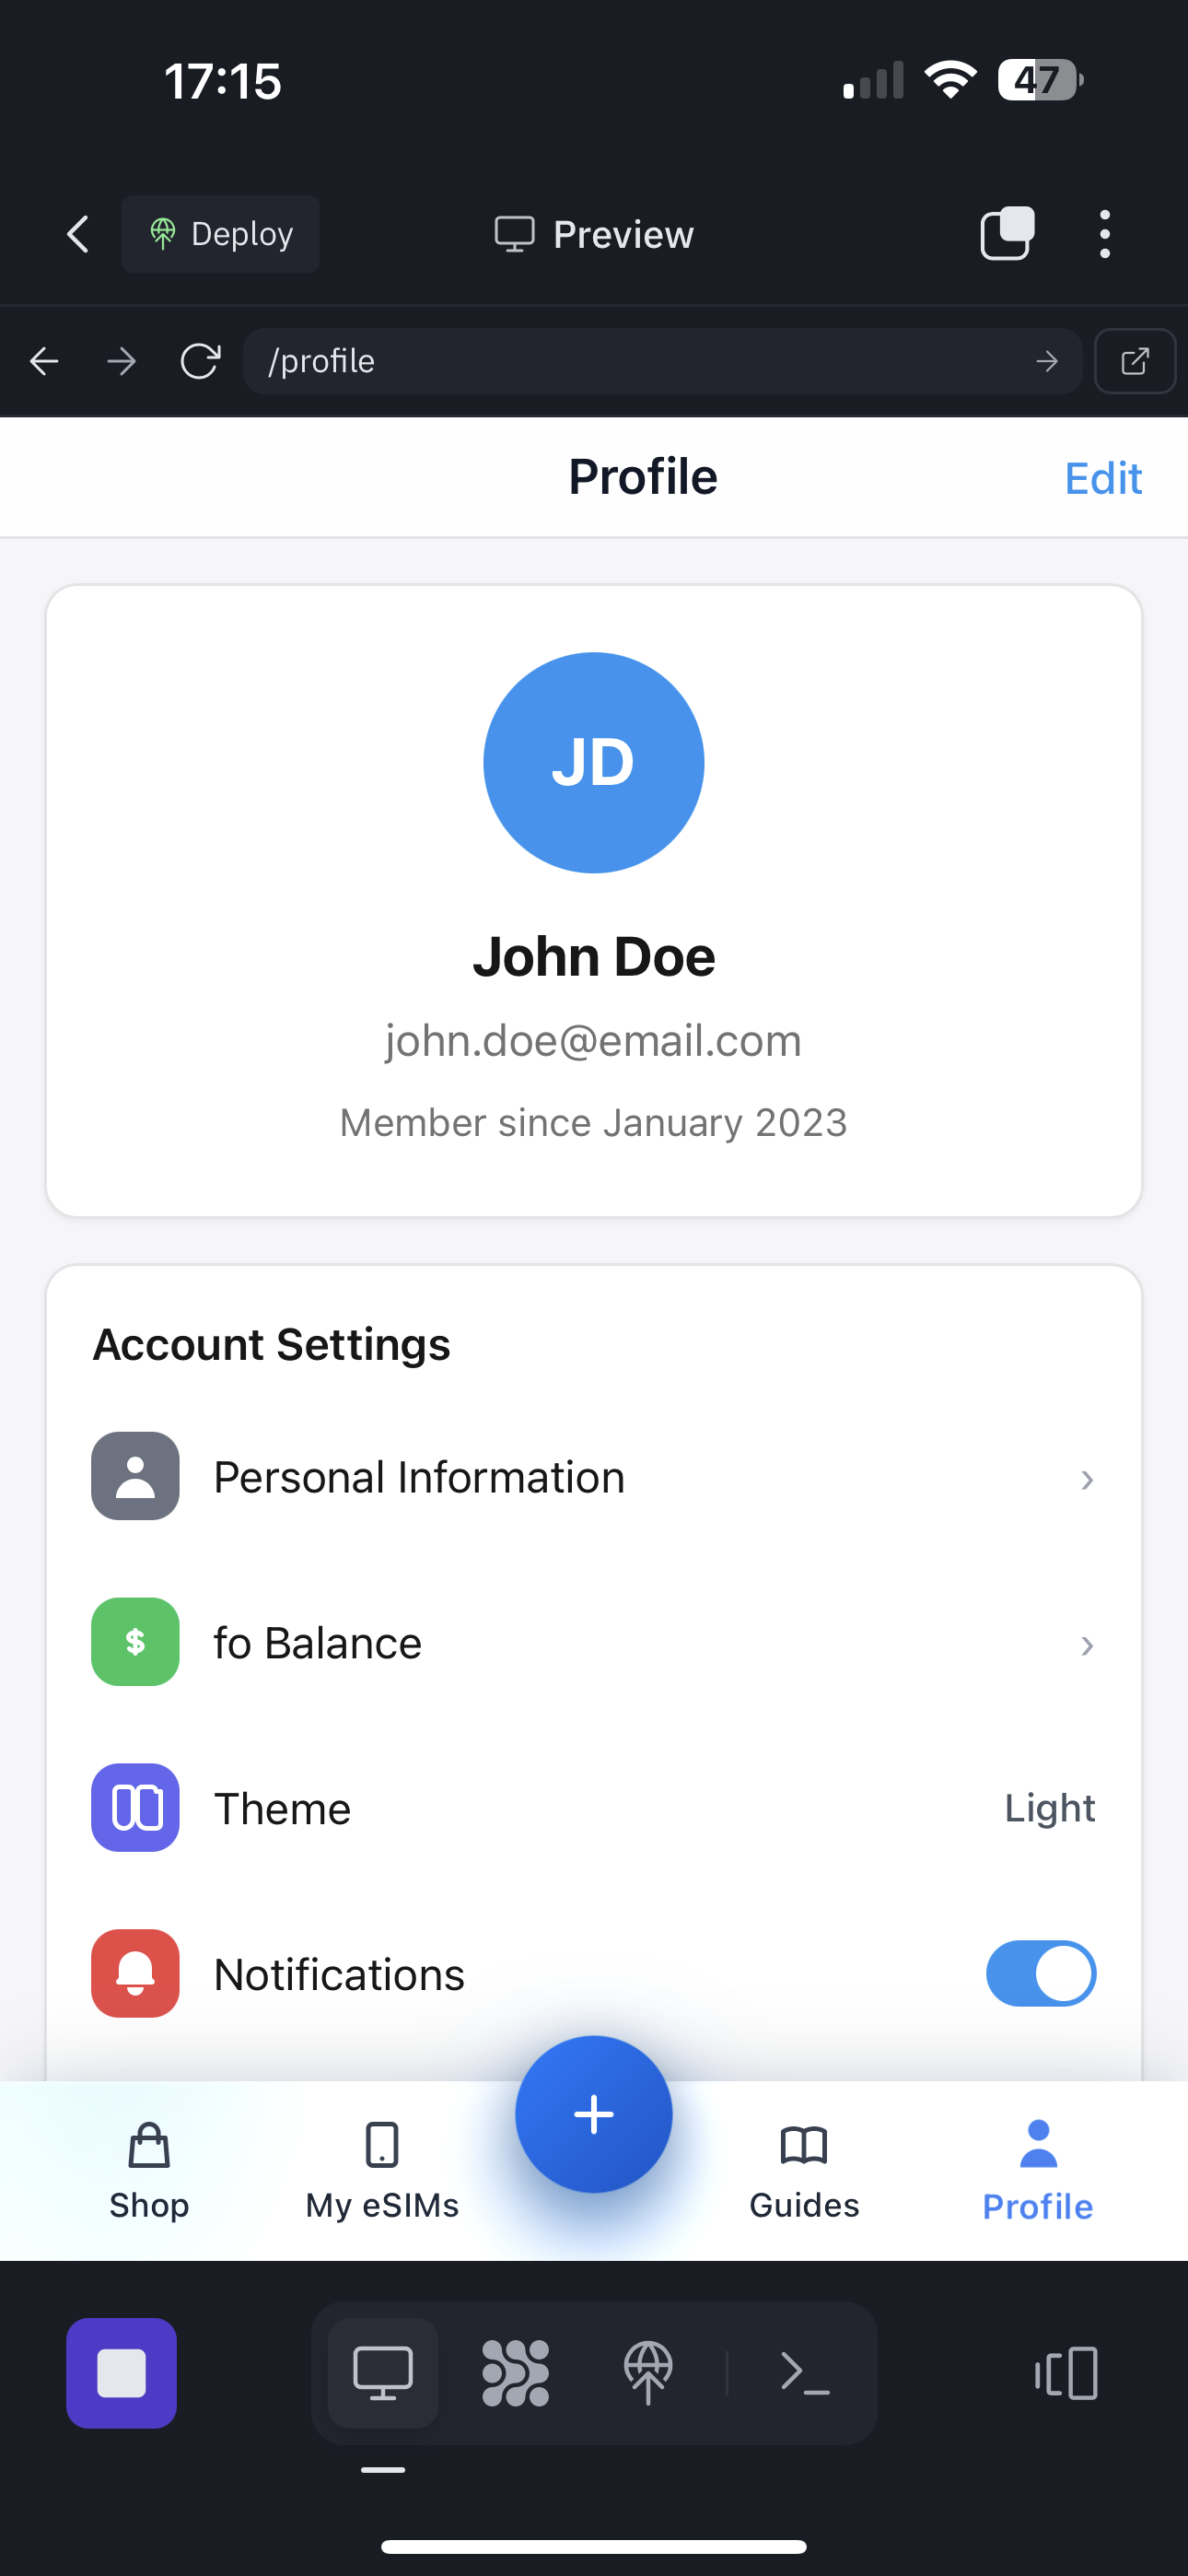 17:15
47
Deploy
Preview
/profile
Profile
Edit
JD
John Doe
john.doe@email.com
Member since January 2023
Account Settings
Personal Information
$
fo Balance
Theme
Light
Notifications
Shop
My eSIMs
Guides
Profile